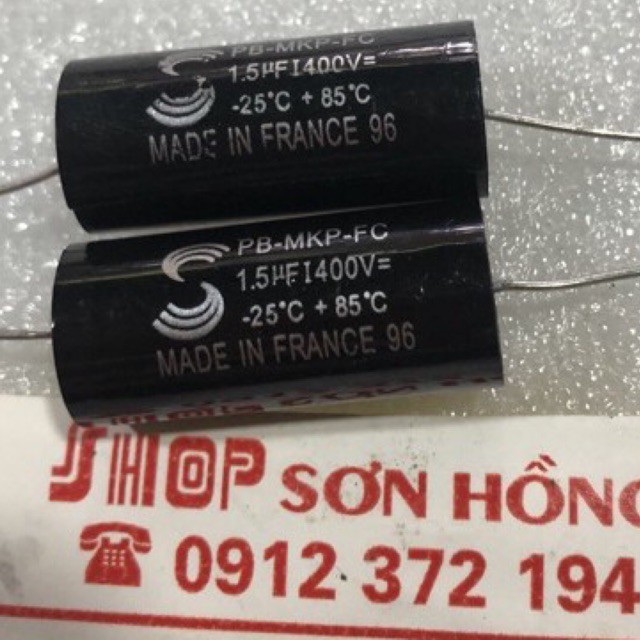 PB-MKP-FC
1.5µFI400V=
-25°C + 85°C
MADE IN FRANCE 96
PB-MKP-FC
1.5µFI400V=
-25°C + 85°C
MADE IN FRANCE 96
SHOP SƠN HỒNG
☎ 0912 372 194